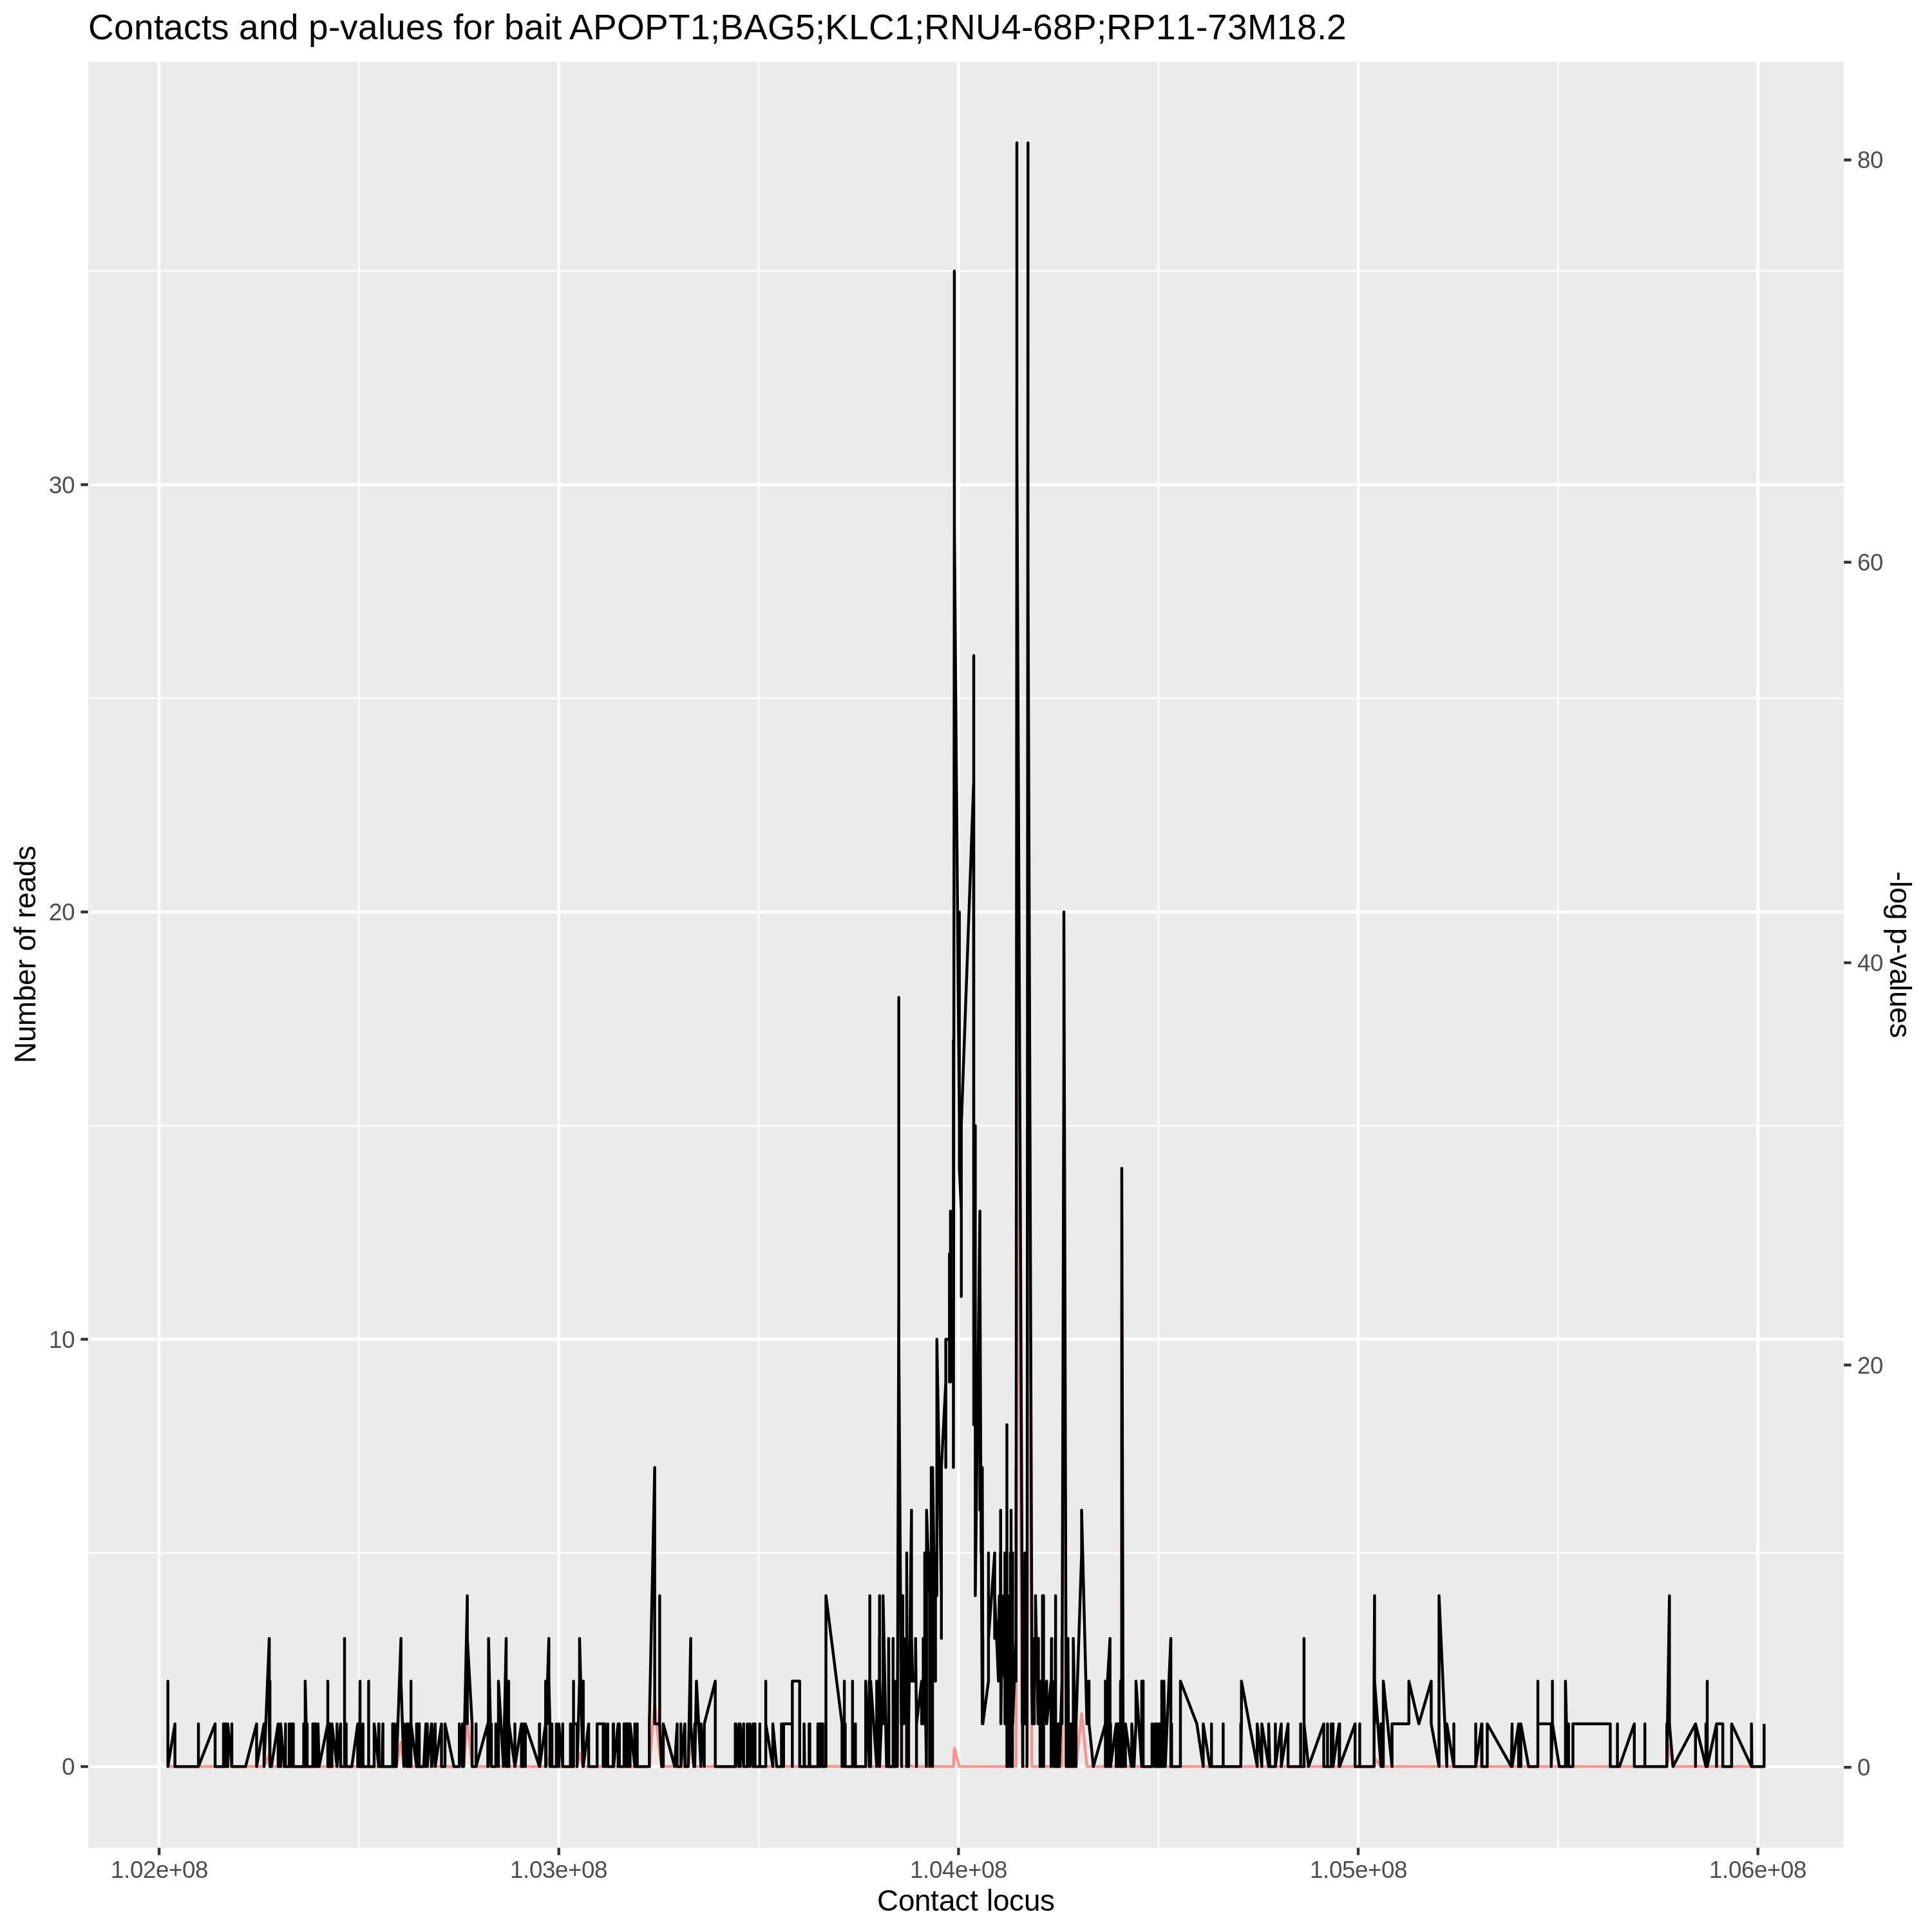 Contacts and p-values for bait APOPT1;BAG5;KLC1;RNU4-68P;RP11-73M18.2
Number of reads
30
20
10
0
80
60
40
20
0
-log p-values
1.02e+08
1.03e+08
1.04e+08
1.05e+08
1.06e+08
Contact locus